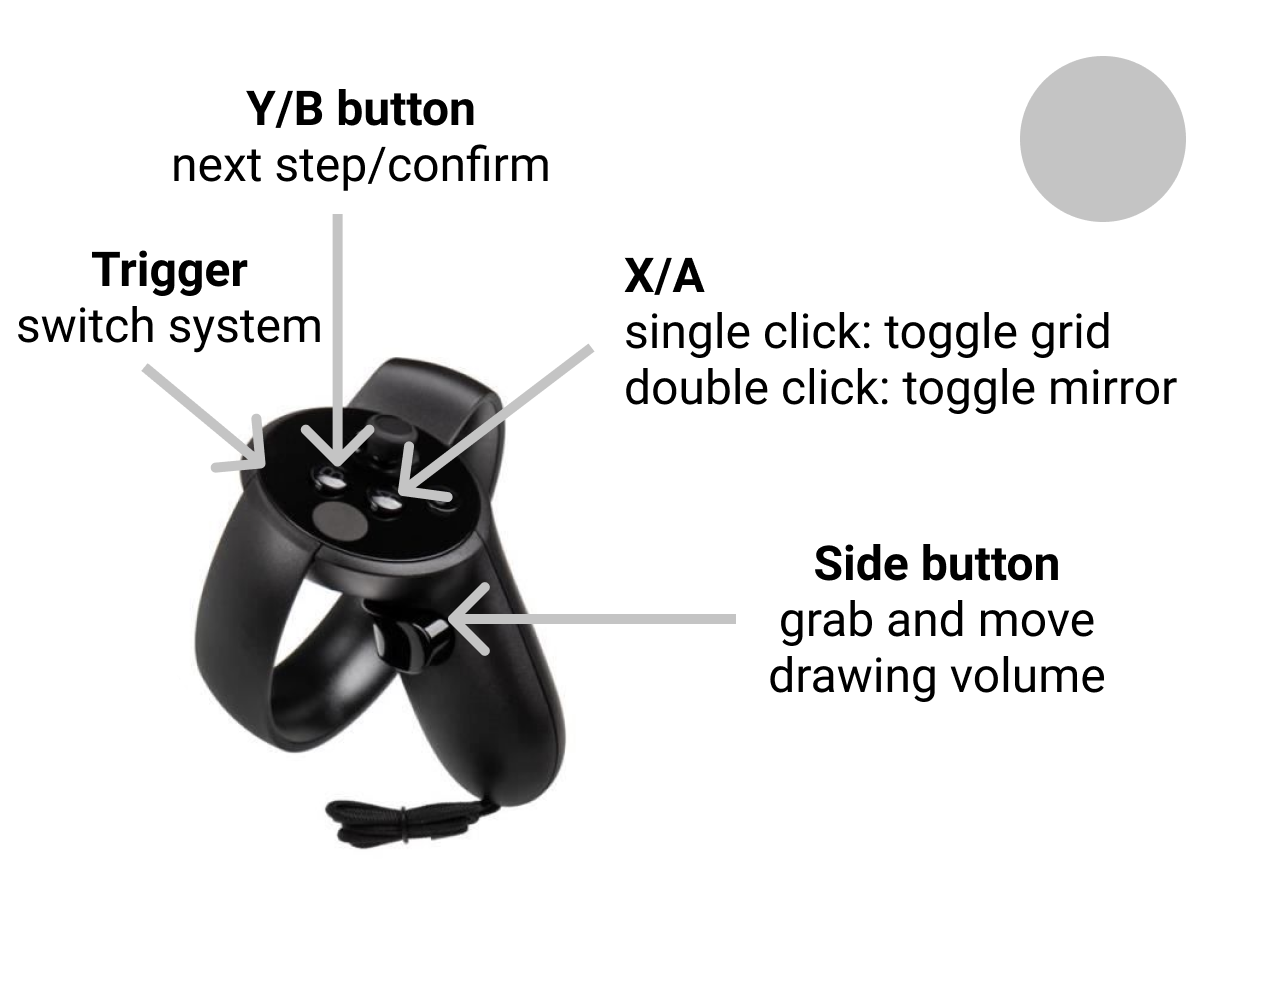 Y/B button
next step/confirm
Trigger
switch system
X/A
single click: toggle grid
double click: toggle mirror
Side button
grab and move
drawing volume